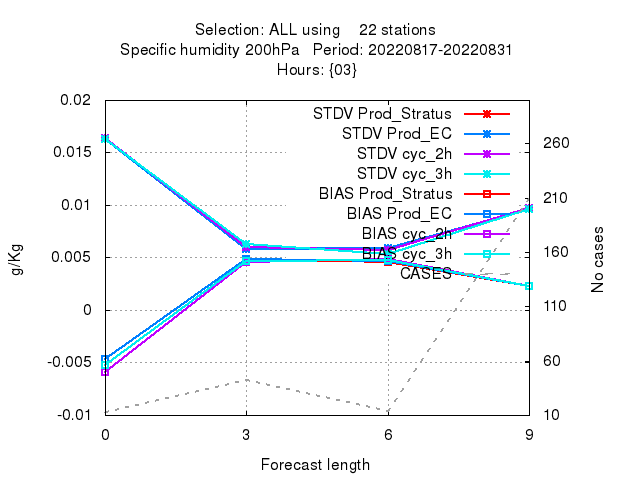 Selection: ALL using 22 stations
Specific humidity 200hPa Period: 20220817-20220831
Hours: {03}
0.02
0.015
0.01
0.005
0
-0.005
-0.01
g/Kg
STDV Prod_Stratus
STDV Prod_EC
STDV cyc_2h
STDV cyc_3h
BIAS Prod_Stratus
BIAS Prod_EC
BIAS cyc_2h
BIAS cyc_3h
CASES
260
210
160
110
60
10
No cases
0 3 6 9
Forecast length